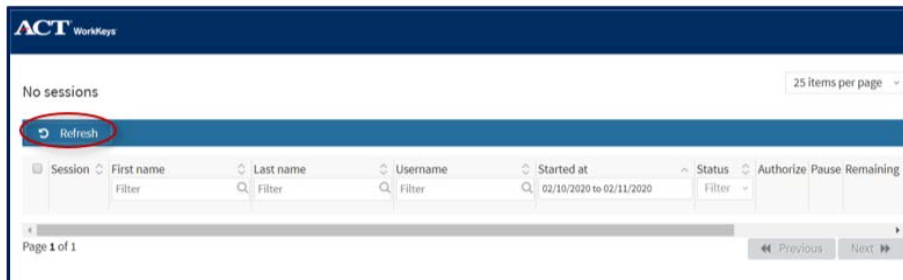 ACT WorkKeys
25 items per page
No sessions
Refresh
Session First name Last name Username Started at Status Authorize Pause Remaining
Filter Filter Filter 02/10/2020 to 02/11/2020 Filter
Page 1 of 1
Previous Next